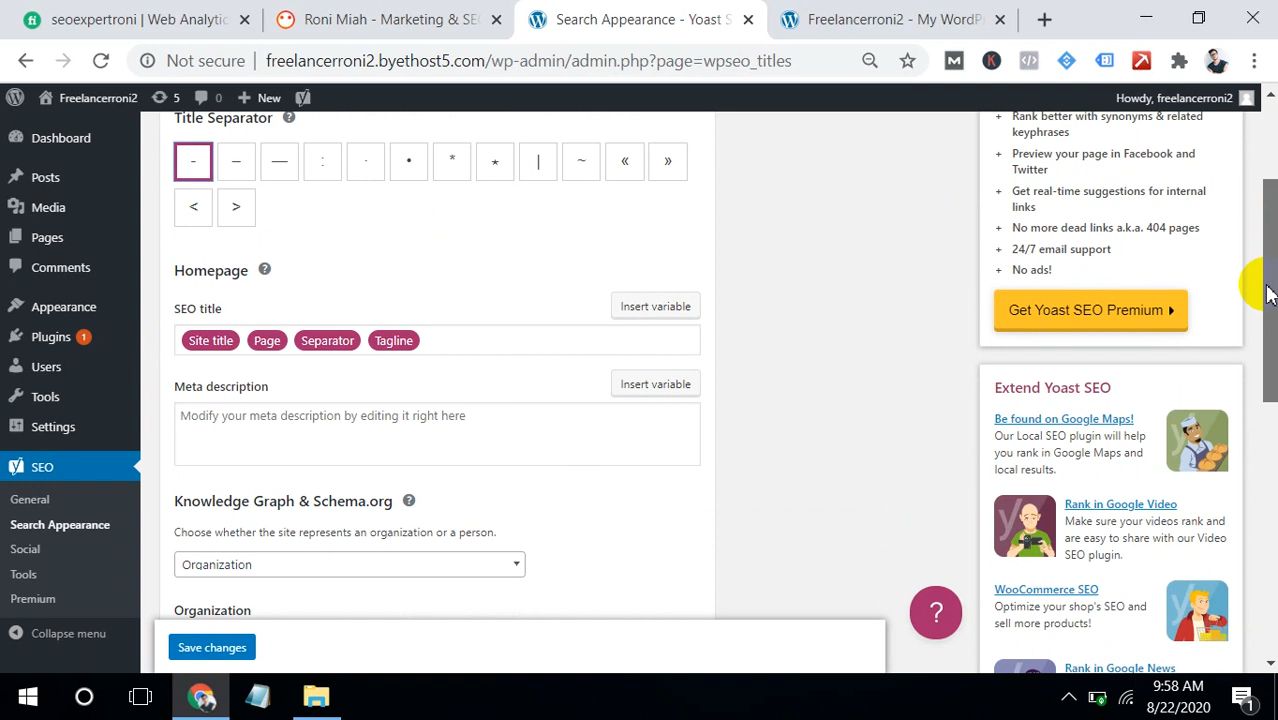 seoexpertroni | Web Analytic
Roni Miah - Marketing & SE
Search Appearance - Yoast S
Freelancerroni2 - My WordP
Not secure
freelancerroni2.byethost5.com/wp-admin/admin.php?page=wpseo_titles
Freelancerroni2
5
0
New
Howdy, freelancerroni2
Dashboard
Posts
Media
Pages
Comments
Appearance
Plugins 1
Users
Tools
Settings
SEO
General
Search Appearance
Social
Tools
Premium
Collapse menu
Title Separator ?
- – — : · • * ⋆ | ~ « »
< >
Homepage ?
SEO title
Insert variable
Site title Page Separator Tagline
Meta description
Insert variable
Modify your meta description by editing it right here
Knowledge Graph & Schema.org ?
Choose whether the site represents an organization or a person.
Organization
Organization
Save changes
?
+ Rank better with synonyms & related
keyphrases
+ Preview your page in Facebook and
Twitter
+ Get real-time suggestions for internal
links
+ No more dead links a.k.a. 404 pages
+ 24/7 email support
+ No ads!
Get Yoast SEO Premium
Extend Yoast SEO
Be found on Google Maps!
Our Local SEO plugin will help
you rank in Google Maps and
local results.
Rank in Google Video
Make sure your videos rank and
are easy to share with our Video
SEO plugin.
WooCommerce SEO
Optimize your shop's SEO and
sell more products!
Rank in Google News
9:58 AM
8/22/2020
1